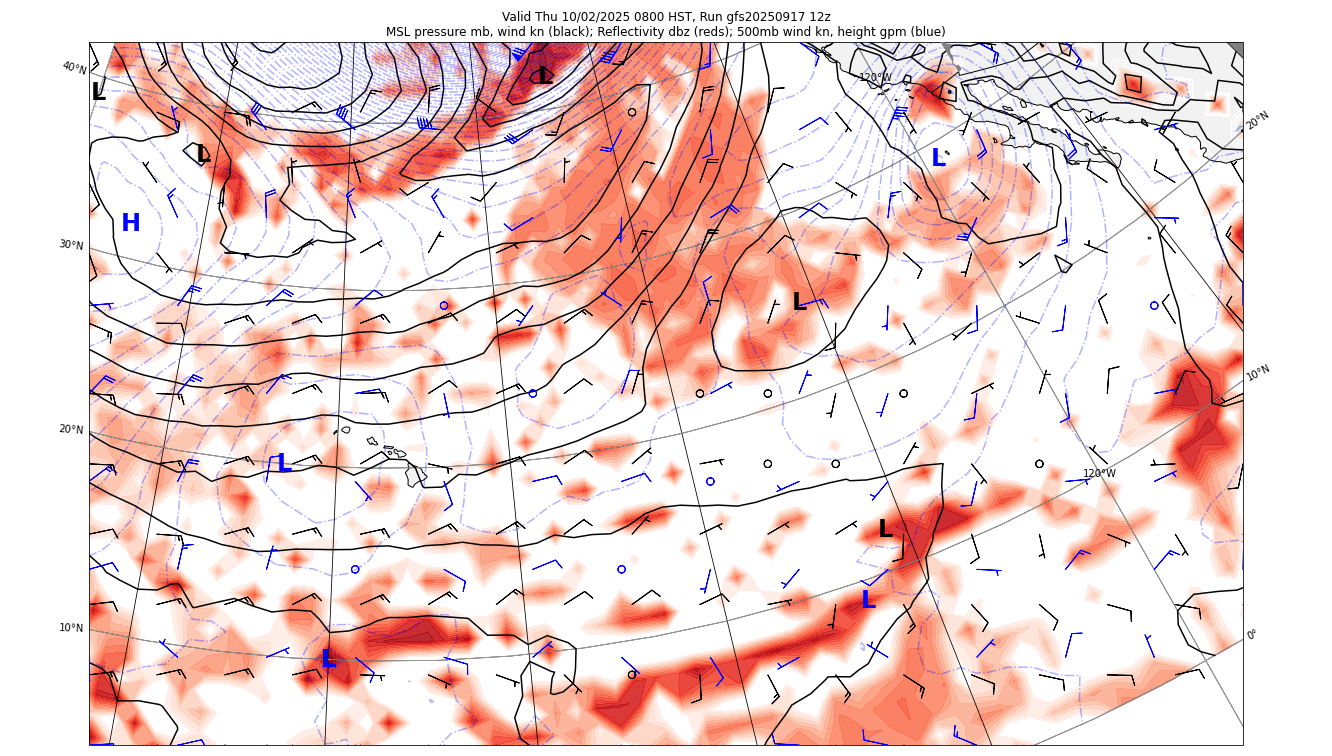 Valid Thu 10/02/2025 0800 HST, Run gfs20250917 12z
MSL pressure mb, wind kn (black); Reflectivity dbz (reds); 500mb wind kn, height gpm (blue)
40°N
120°W
L
L
L
20°N
L
L
H
30°N
L
10°N
20°N
L
120°W
L
L
10°N
0°
L